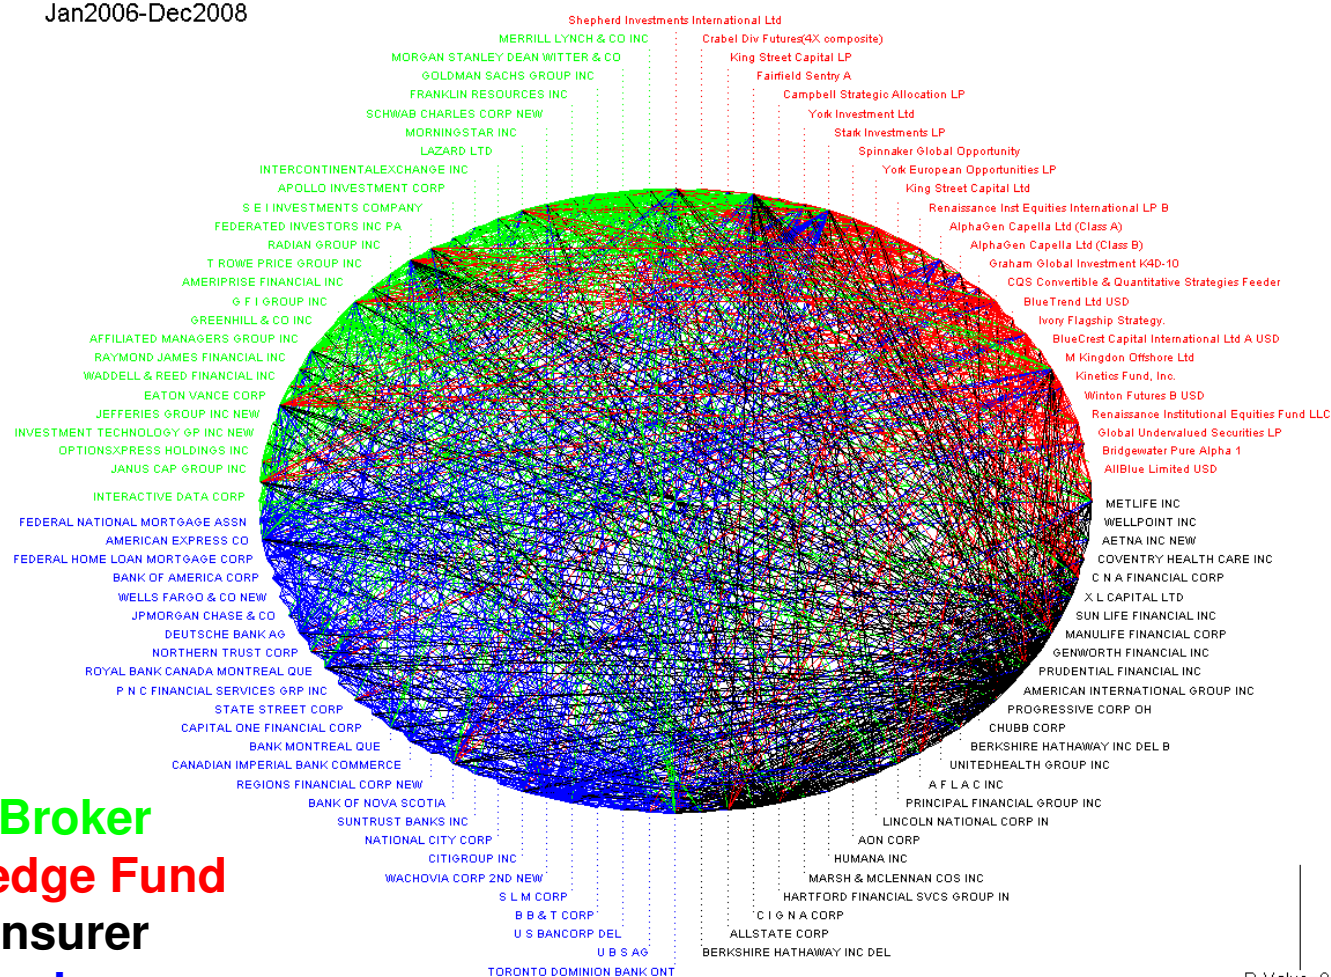 Jan2006-Dec2008
Shepherd Investments International Ltd
MERRILL LYNCH & CO INC
Crabel Div Futures(4X composite)
MORGAN STANLEY DEAN WITTER & CO
King Street Capital LP
GOLDMAN SACHS GROUP INC
Fairfield Sentry A
FRANKLIN RESOURCES INC
Campbell Strategic Allocation LP
SCHWAB CHARLES CORP NEW
York Investment Ltd
MORNINGSTAR INC
Stark Investments LP
LAZARD LTD
Spinnaker Global Opportunity
INTERCONTINENTALEXCHANGE INC
York European Opportunities LP
APOLLO INVESTMENT CORP
King Street Capital Ltd
S E I INVESTMENTS COMPANY
Renaissance Inst Equities International LP B
FEDERATED INVESTORS INC PA
AlphaGen Capella Ltd (Class A)
RADIAN GROUP INC
AlphaGen Capella Ltd (Class B)
T ROWE PRICE GROUP INC
Graham Global Investment K4D-10
AMERIPRISE FINANCIAL INC
CQS Convertible & Quantitative Strategies Feeder
G F I GROUP INC
BlueTrend Ltd USD
GREENHILL & CO INC
Ivory Flagship Strategy.
AFFILIATED MANAGERS GROUP INC
BlueCrest Capital International Ltd A USD
RAYMOND JAMES FINANCIAL INC
M Kingdon Offshore Ltd
WADDELL & REED FINANCIAL INC
Kinetics Fund, Inc.
EATON VANCE CORP
Winton Futures B USD
JEFFERIES GROUP INC NEW
Renaissance Institutional Equities Fund LLC
INVESTMENT TECHNOLOGY GP INC NEW
Global Undervalued Securities LP
OPTIONSXPRESS HOLDINGS INC
Bridgewater Pure Alpha 1
JANUS CAP GROUP INC
AllBlue Limited USD
INTERACTIVE DATA CORP
METLIFE INC
FEDERAL NATIONAL MORTGAGE ASSN
WELLPOINT INC
AMERICAN EXPRESS CO
AETNA INC NEW
FEDERAL HOME LOAN MORTGAGE CORP
COVENTRY HEALTH CARE INC
BANK OF AMERICA CORP
C N A FINANCIAL CORP
WELLS FARGO & CO NEW
X L CAPITAL LTD
JPMORGAN CHASE & CO
SUN LIFE FINANCIAL INC
DEUTSCHE BANK AG
MANULIFE FINANCIAL CORP
NORTHERN TRUST CORP
GENWORTH FINANCIAL INC
ROYAL BANK CANADA MONTREAL QUE
PRUDENTIAL FINANCIAL INC
P N C FINANCIAL SERVICES GRP INC
AMERICAN INTERNATIONAL GROUP INC
STATE STREET CORP
PROGRESSIVE CORP OH
CAPITAL ONE FINANCIAL CORP
CHUBB CORP
BANK MONTREAL QUE
BERKSHIRE HATHAWAY INC DEL B
CANADIAN IMPERIAL BANK COMMERCE
UNITEDHEALTH GROUP INC
REGIONS FINANCIAL CORP NEW
A F L A C INC
BANK OF NOVA SCOTIA
PRINCIPAL FINANCIAL GROUP INC
SUNTRUST BANKS INC
LINCOLN NATIONAL CORP IN
NATIONAL CITY CORP
AON CORP
CITIGROUP INC
HUMANA INC
WACHOVIA CORP 2ND NEW
MARSH & MCLENNAN COS INC
S L M CORP
HARTFORD FINANCIAL SVCS GROUP IN
B B & T CORP
C I G N A CORP
U S BANCORP DEL
ALLSTATE CORP
U B S AG
BERKSHIRE HATHAWAY INC DEL
TORONTO DOMINION BANK ONT
Broker
edge Fund
nsurer